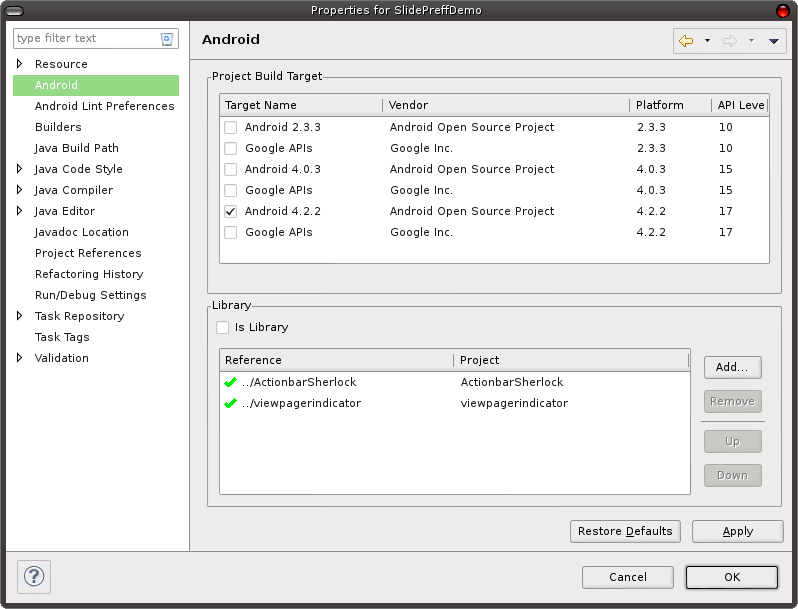 Properties for SlidePreffDemo
type filter text
Resource
Android
Android Lint Preferences
Builders
Java Build Path
Java Code Style
Java Compiler
Java Editor
Javadoc Location
Project References
Refactoring History
Run/Debug Settings
Task Repository
Task Tags
Validation
Android
Project Build Target
Target Name Vendor Platform API Leve
Android 2.3.3 Android Open Source Project 2.3.3 10
Google APIs Google Inc. 2.3.3 10
Android 4.0.3 Android Open Source Project 4.0.3 15
Google APIs Google Inc. 4.0.3 15
Android 4.2.2 Android Open Source Project 4.2.2 17
Google APIs Google Inc. 4.2.2 17
Library
Is Library
Reference Project
../ActionbarSherlock ActionbarSherlock
../viewpagerindicator viewpagerindicator
Add...
Remove
Up
Down
Restore Defaults Apply
? Cancel OK